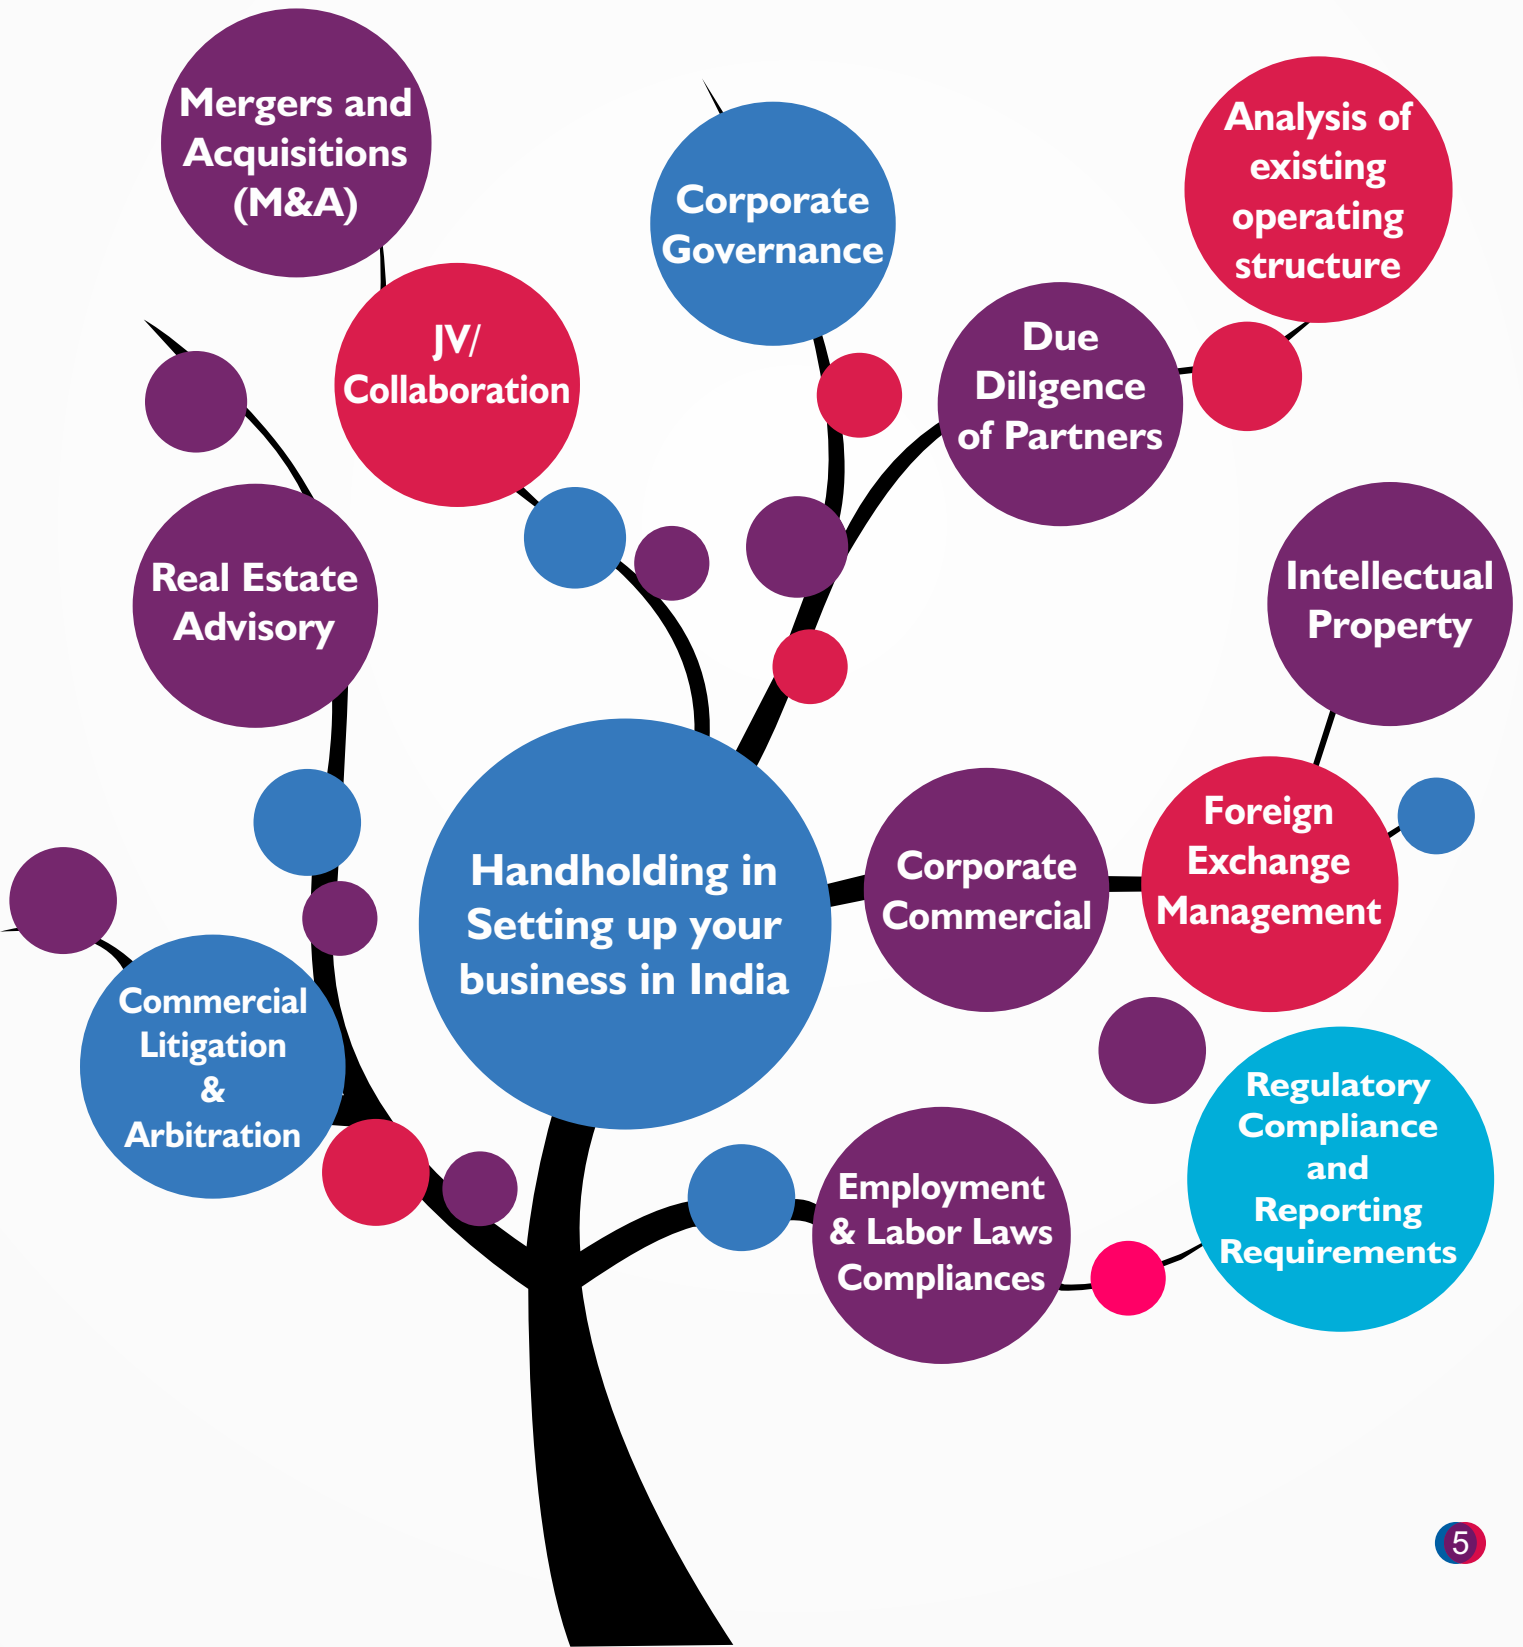 Mergers and
Acquisitions
(M&A)
Corporate
Governance
Analysis of
existing
operating
structure
JV/
Collaboration
Due
Diligence
of Partners
Real Estate
Advisory
Intellectual
Property
Handholding in
Setting up your
business in India
Corporate
Commercial
Foreign
Exchange
Management
Commercial
Litigation
&
Arbitration
Employment
& Labor Laws
Compliances
Regulatory
Compliance
and
Reporting
Requirements
5